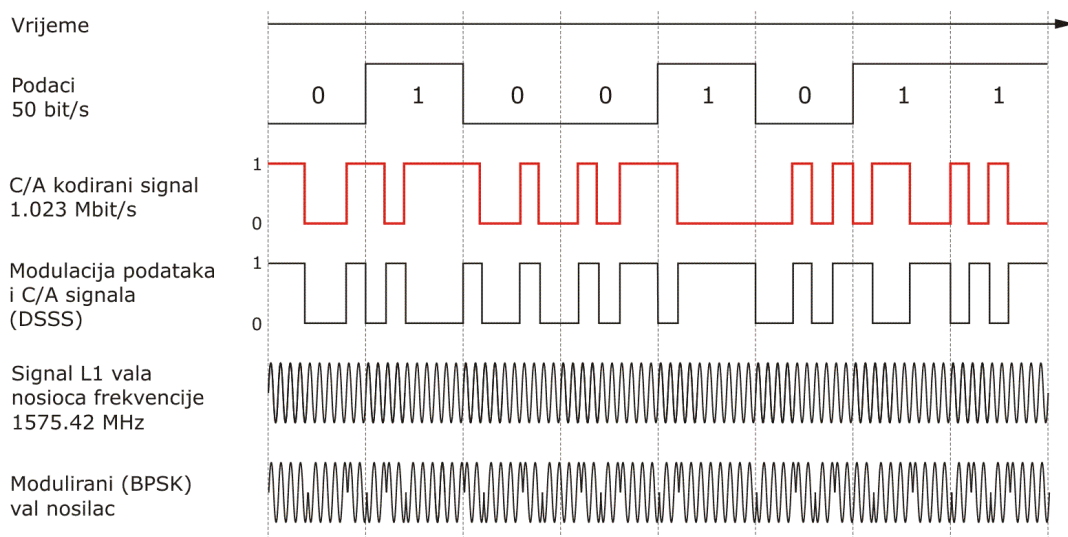 Vrijeme
Podaci
50 bit/s
0 1 0 0 1 0 1 1
C/A kodirani signal
1.023 Mbit/s
1
0
Modulacija podataka
i C/A signala
(DSSS)
1
0
Signal L1 vala
nosioca frekvencije
1575.42 MHz
Modulirani (BPSK)
val nosilac